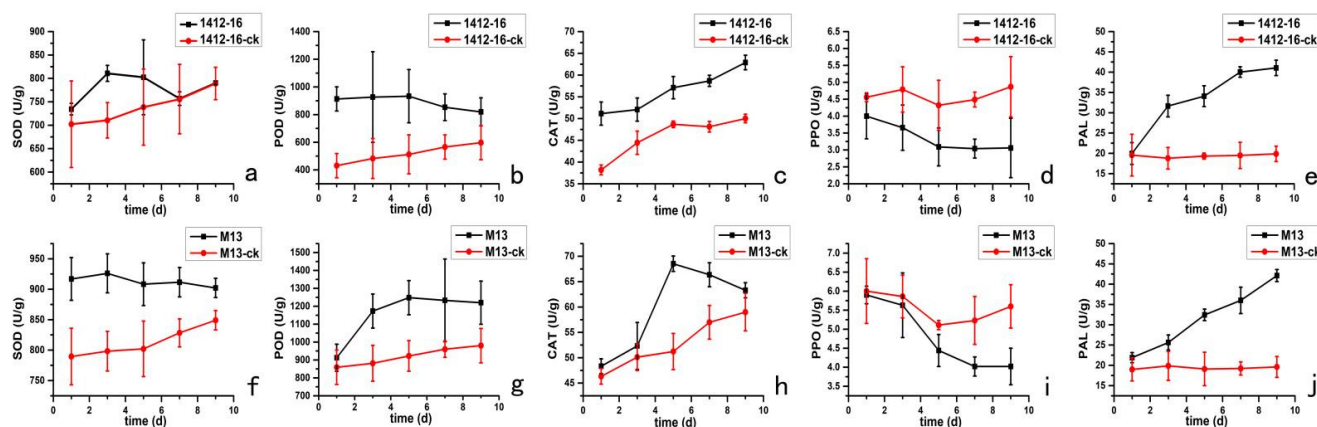 1412-16
1412-16-ck
SOD (U/g)
900
850
800
750
700
650
600
0 2 4 6 8 10
time (d)
a
1412-16
1412-16-ck
POD (U/g)
1400
1200
1000
800
600
400
0 2 4 6 8 10
time (d)
b
1412-16
1412-16-ck
CAT (U/g)
70
65
60
55
50
45
40
35
0 2 4 6 8 10
time (d)
c
1412-16
1412-16-ck
PPO (U/g)
6.5
6.0
5.5
5.0
4.5
4.0
3.5
3.0
2.5
2.0
0 2 4 6 8 10
time (d)
d
1412-16
1412-16-ck
PAL (U/g)
50
45
40
35
30
25
20
15
0 2 4 6 8 10
time (d)
e
M13
M13-ck
SOD (U/g)
950
900
850
800
750
0 2 4 6 8 10
time (d)
f
M13
M13-ck
POD (U/g)
1400
1300
1200
1100
1000
900
800
700
0 2 4 6 8 10
time (d)
g
M13
M13-ck
CAT (U/g)
75
70
65
60
55
50
45
0 2 4 6 8 10
time (d)
h
M13
M13-ck
PPO (U/g)
7.0
6.5
6.0
5.5
5.0
4.5
4.0
3.5
0 2 4 6 8 10
time (d)
i
M13
M13-ck
PAL (U/g)
50
45
40
35
30
25
20
15
10
0 2 4 6 8 10
time (d)
j